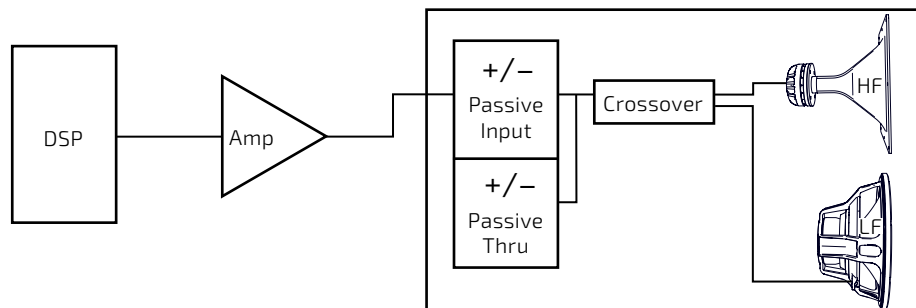 DSP
Amp
+/−
Passive
Input
+/−
Passive
Thru
Crossover
HF
LF